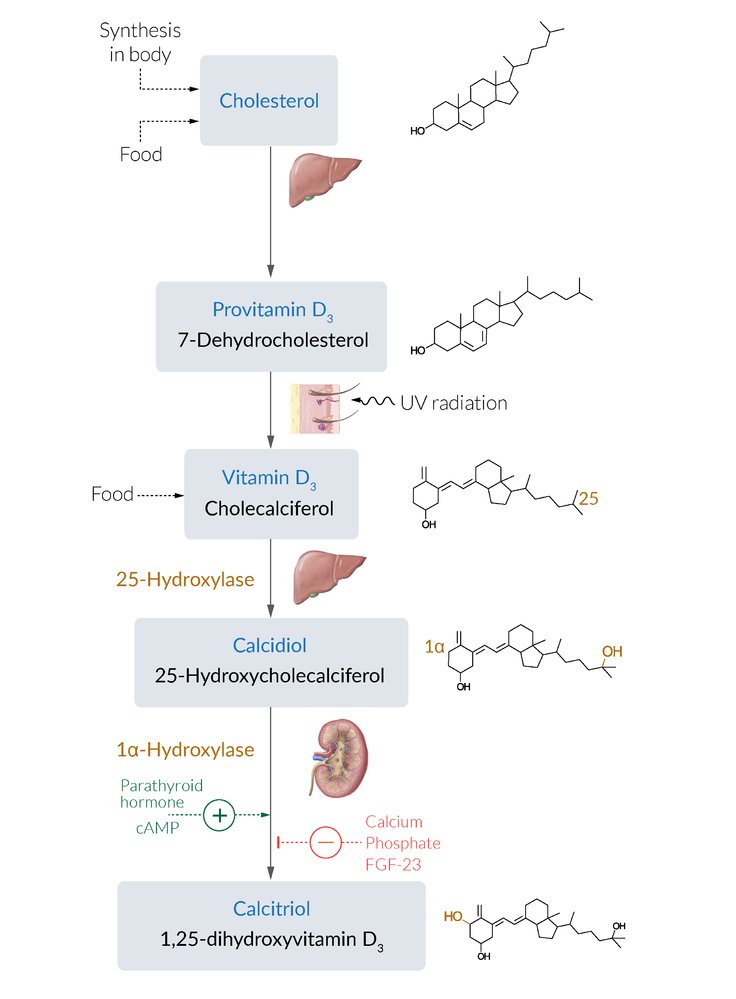 Synthesis
in body
Cholesterol
HO
Food
Provitamin D3
7-Dehydrocholesterol
HO
UV radiation
Vitamin D3
Food
Cholecalciferol
25
OH
25-Hydroxylase
Calcidiol
25-Hydroxycholecalciferol
1α
OH
OH
1α-Hydroxylase
Parathyroid
hormone
+
cAMP
Calcium
−
Phosphate
FGF-23
Calcitriol
1,25-dihydroxyvitamin D3
HO
OH
OH